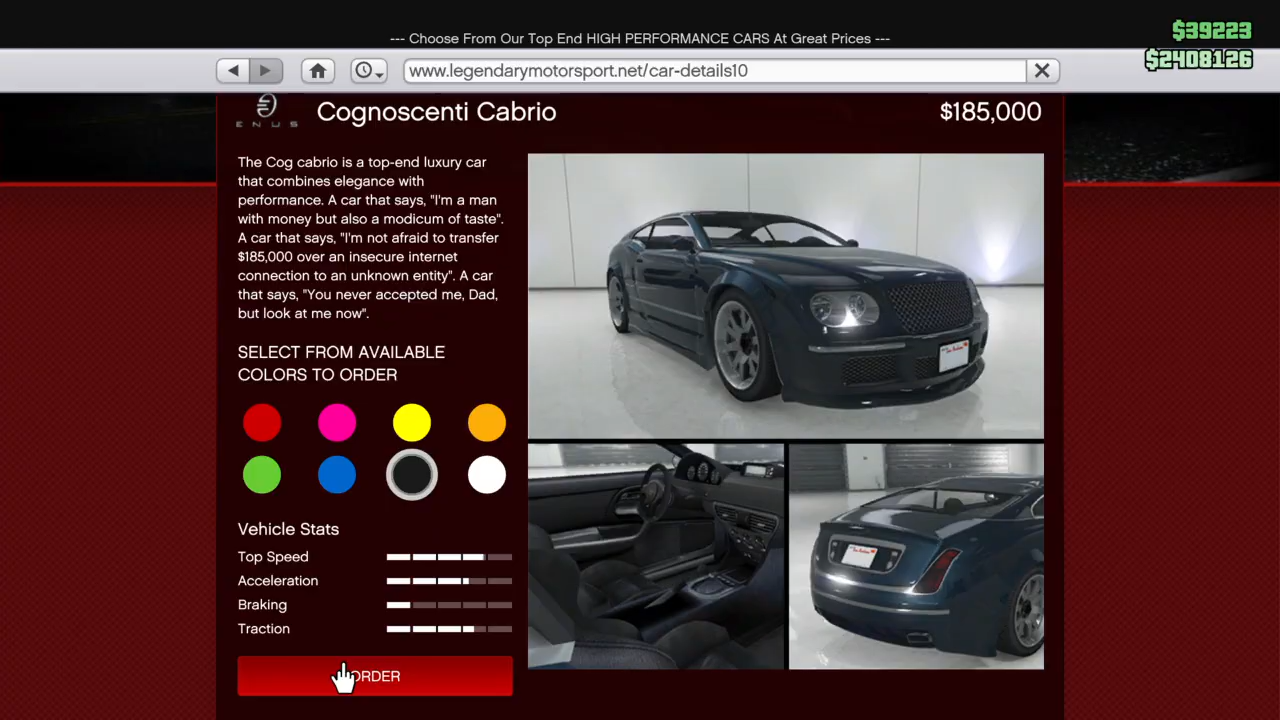 --- Choose From Our Top End HIGH PERFORMANCE CARS At Great Prices ---
$39223
$2408126
www.legendarymotorsport.net/car-details10
ENUS
Cognoscenti Cabrio
$185,000
The Cog cabrio is a top-end luxury car
that combines elegance with
performance. A car that says, "I'm a man
with money but also a modicum of taste".
A car that says, "I'm not afraid to transfer
$185,000 over an insecure internet
connection to an unknown entity". A car
that says, "You never accepted me, Dad,
but look at me now".
SELECT FROM AVAILABLE
COLORS TO ORDER
Vehicle Stats
Top Speed
Acceleration
Braking
Traction
ORDER